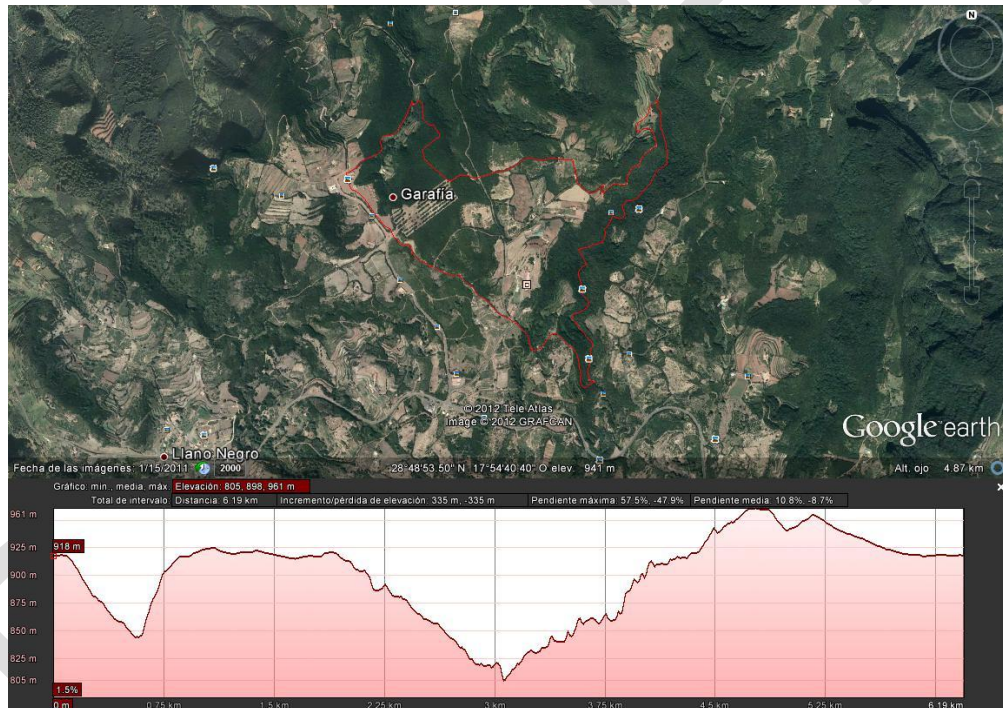 N
Garafía
© 2012 Tele Atlas
Image © 2012 GRAFCAN
Google earth
Llano Negro
Fecha de las imágenes: 1/15/2011 2000 28°48'53.50" N 17°54'40.40" O elev. 941 m Alt. ojo 4.87 km
Gráfico: mín., media, máx. Elevación: 805, 898, 961 m
Total de intervalo: Distancia: 6.19 km Incremento/pérdida de elevación: 335 m, -335 m Pendiente máxima: 57.5%, -47.9% Pendiente media: 10.8%, -8.7%
961 m
918 m
925 m
900 m
875 m
850 m
825 m
805 m
1.5%
0 m 0.75 km 1.5 km 2.25 km 3 km 3.75 km 4.5 km 5.25 km 6.19 km